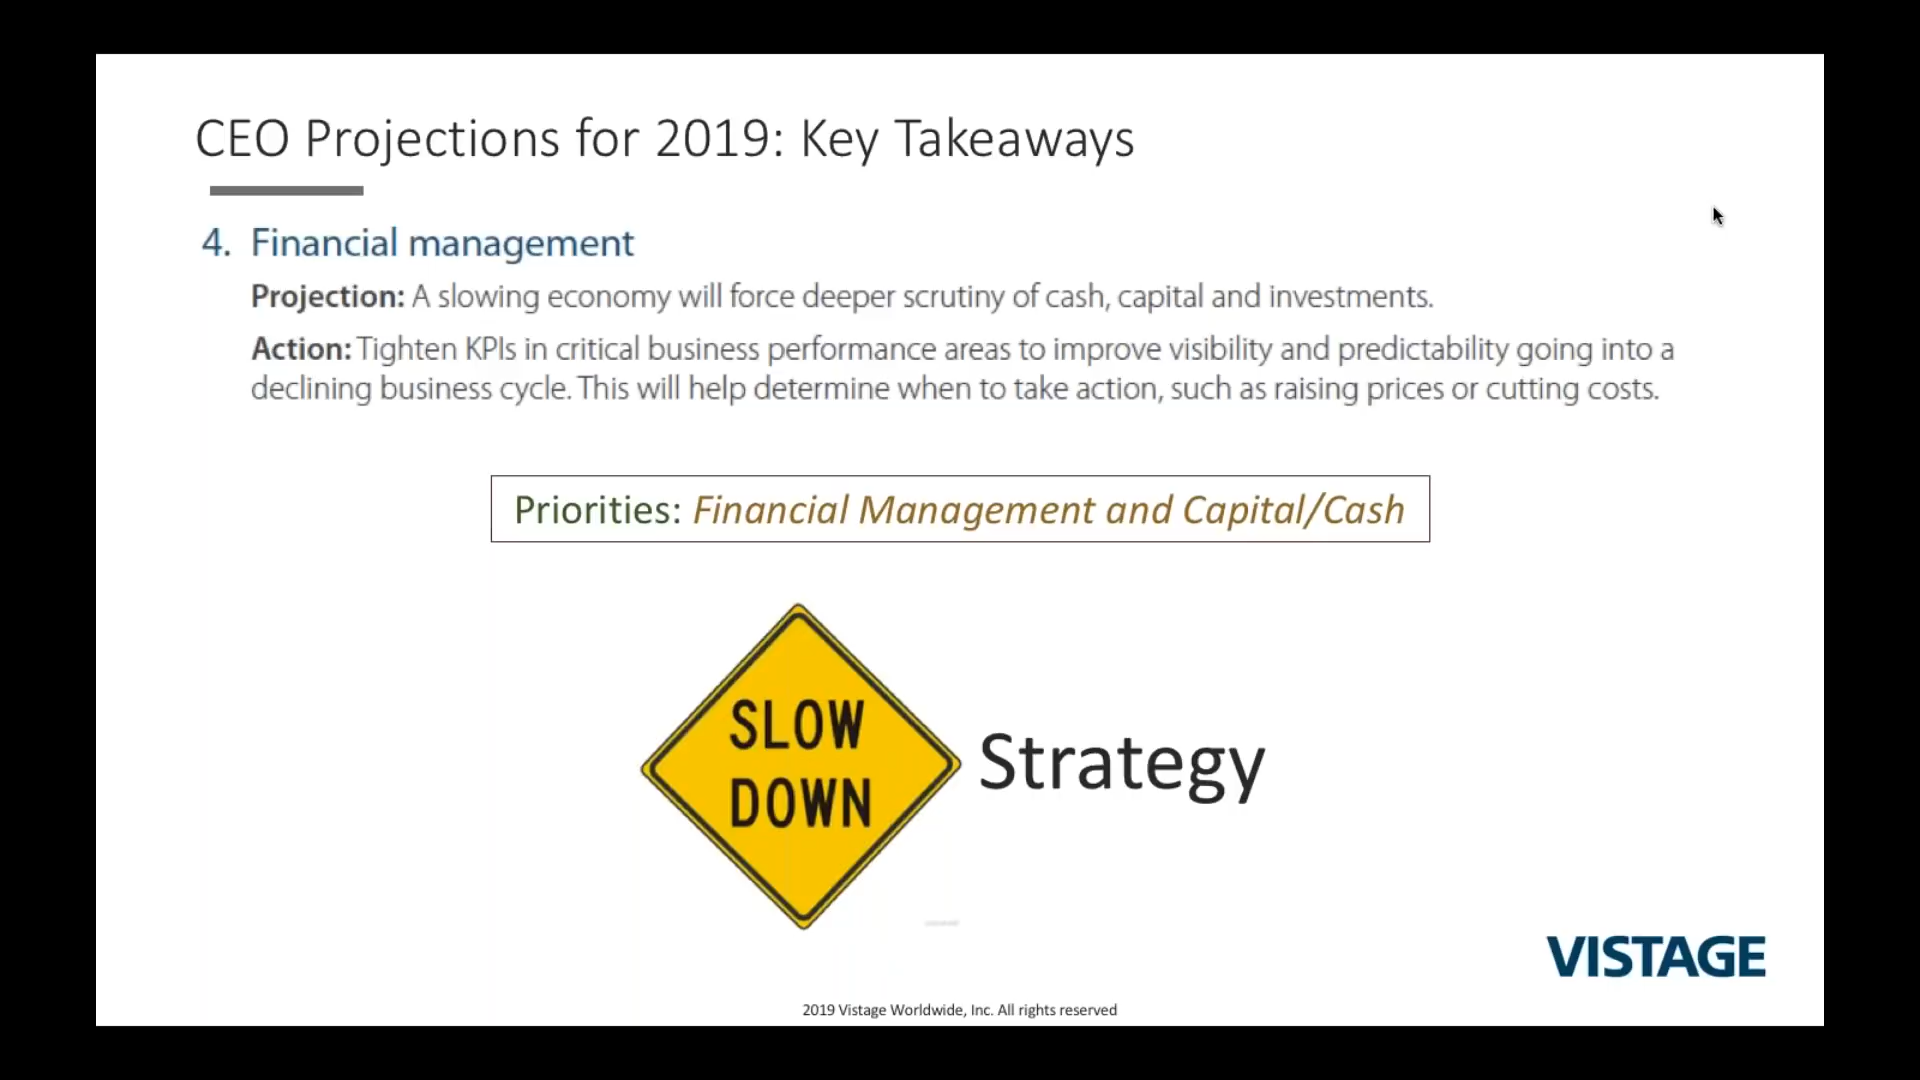 CEO Projections for 2019: Key Takeaways
4. Financial management
Projection: A slowing economy will force deeper scrutiny of cash, capital and investments.
Action: Tighten KPIs in critical business performance areas to improve visibility and predictability going into a
declining business cycle. This will help determine when to take action, such as raising prices or cutting costs.
Priorities: Financial Management and Capital/Cash
SLOW
DOWN
Strategy
VISTAGE
2019 Vistage Worldwide, Inc. All rights reserved